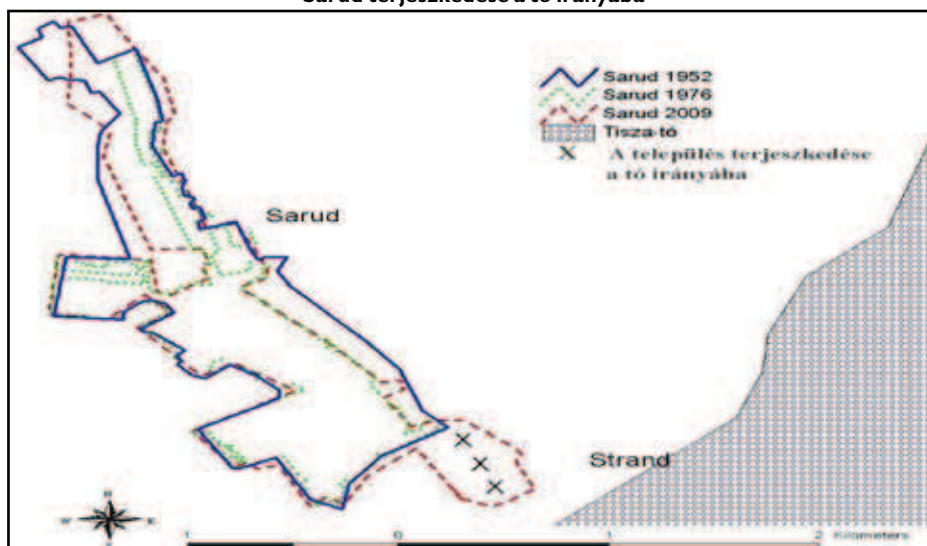 Sarud terjeszkedése a tó irányába
Sarud 1952
Sarud 1976
Sarud 2009
Tisza-tó
X A település terjeszkedése
a tó irányába
Sarud
Strand
X
X
X
N
W
1 0 1 2 Kilometers